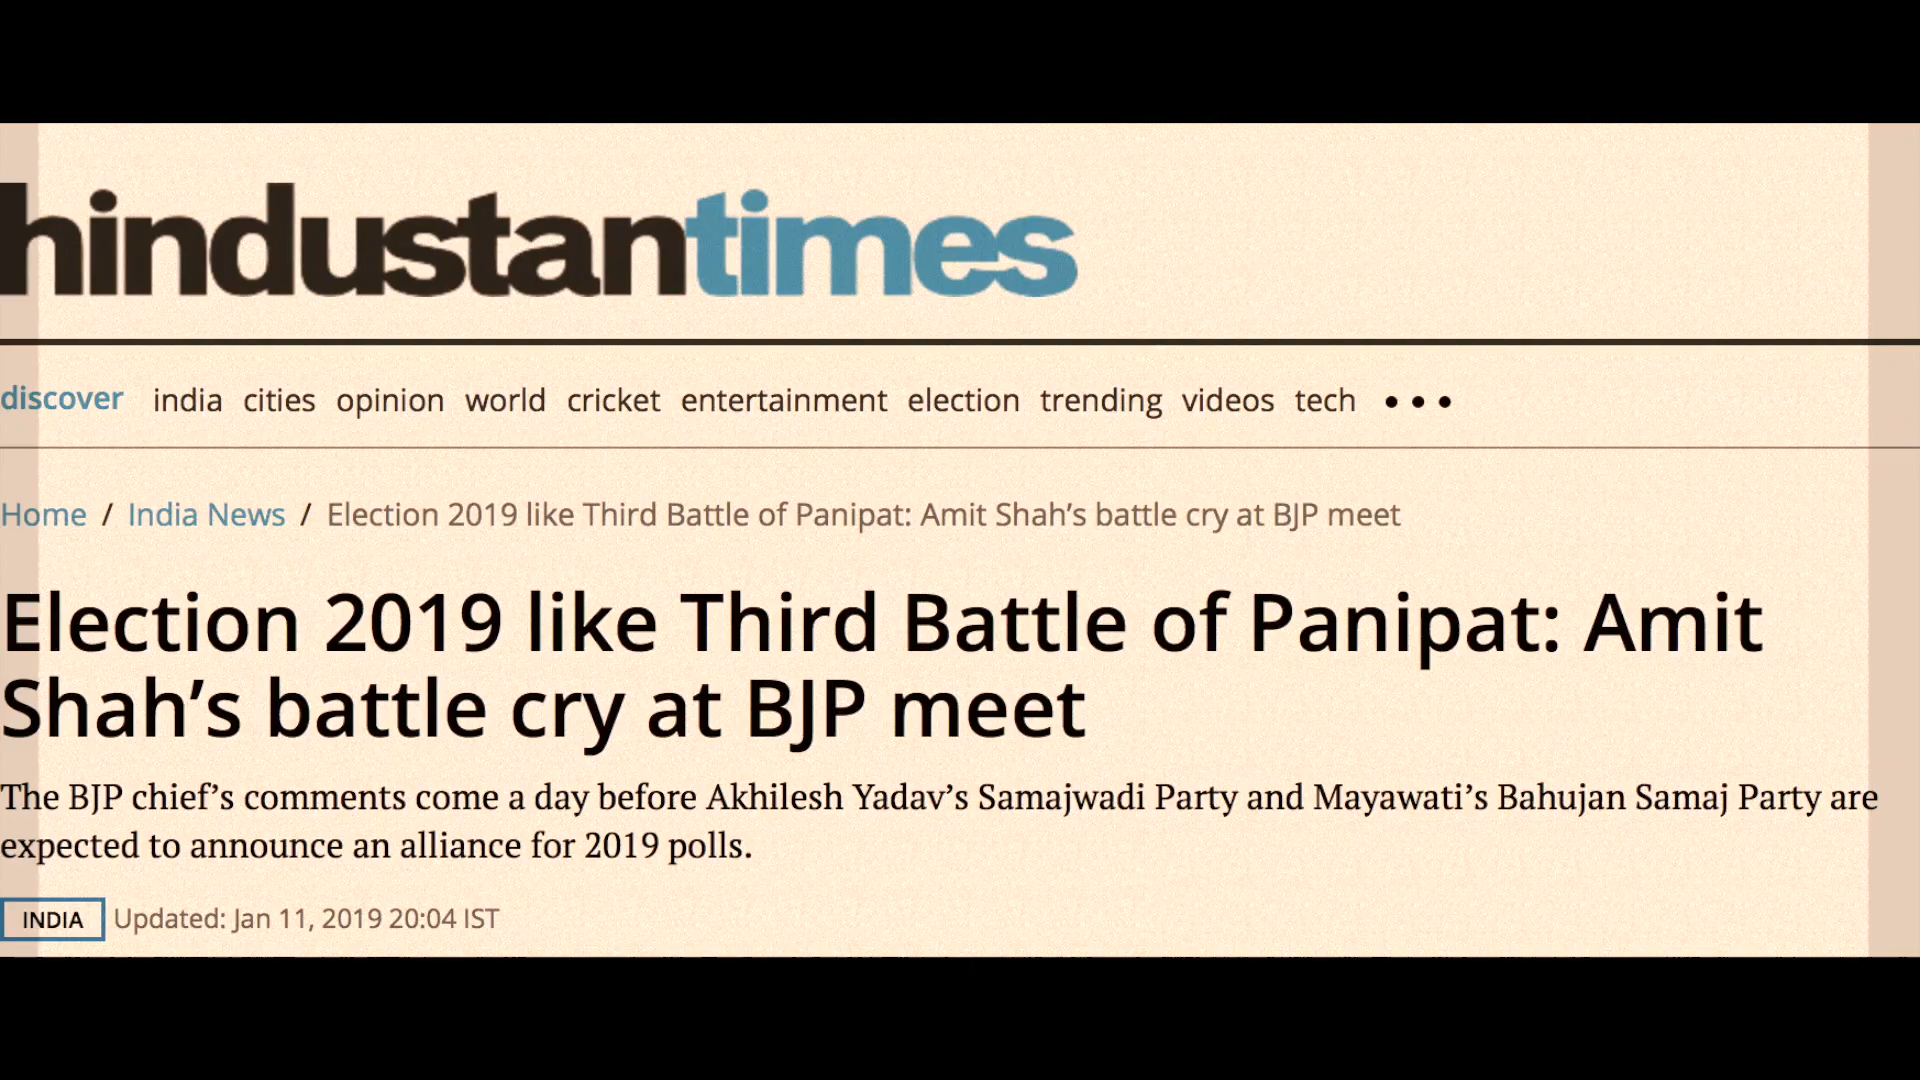 hindustantimes
discover india cities opinion world cricket entertainment election trending videos tech •••
Home / India News / Election 2019 like Third Battle of Panipat: Amit Shah’s battle cry at BJP meet
Election 2019 like Third Battle of Panipat: Amit
Shah’s battle cry at BJP meet
The BJP chief’s comments come a day before Akhilesh Yadav’s Samajwadi Party and Mayawati’s Bahujan Samaj Party are
expected to announce an alliance for 2019 polls.
INDIA Updated: Jan 11, 2019 20:04 IST